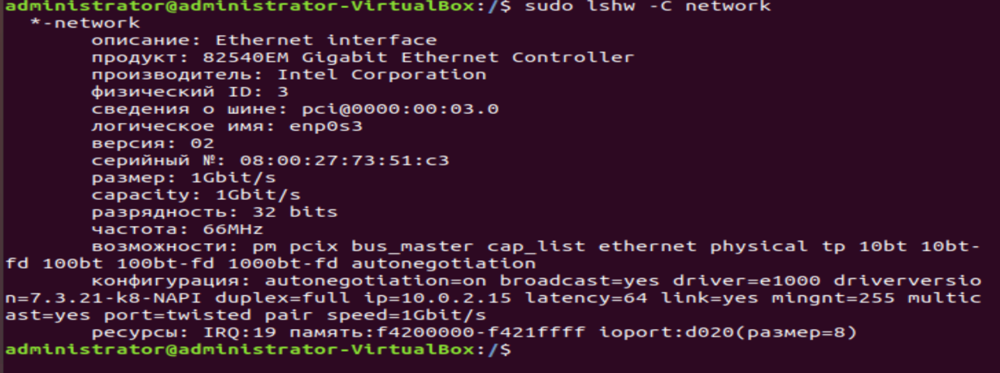 administrator@administrator-VirtualBox:/$ sudo lshw -C network
  *-network
       описание: Ethernet interface
       продукт: 82540EM Gigabit Ethernet Controller
       производитель: Intel Corporation
       физический ID: 3
       сведения о шине: pci@0000:00:03.0
       логическое имя: enp0s3
       версия: 02
       серийный №: 08:00:27:73:51:c3
       размер: 1Gbit/s
       capacity: 1Gbit/s
       разрядность: 32 bits
       частота: 66MHz
       возможности: pm pcix bus_master cap_list ethernet physical tp 10bt 10bt-
fd 100bt 100bt-fd 1000bt-fd autonegotiation
       конфигурация: autonegotiation=on broadcast=yes driver=e1000 driverversio
n=7.3.21-k8-NAPI duplex=full ip=10.0.2.15 latency=64 link=yes mingnt=255 multic
ast=yes port=twisted pair speed=1Gbit/s
       ресурсы: IRQ:19 память:f4200000-f421ffff ioport:d020(размер=8)
administrator@administrator-VirtualBox:/$